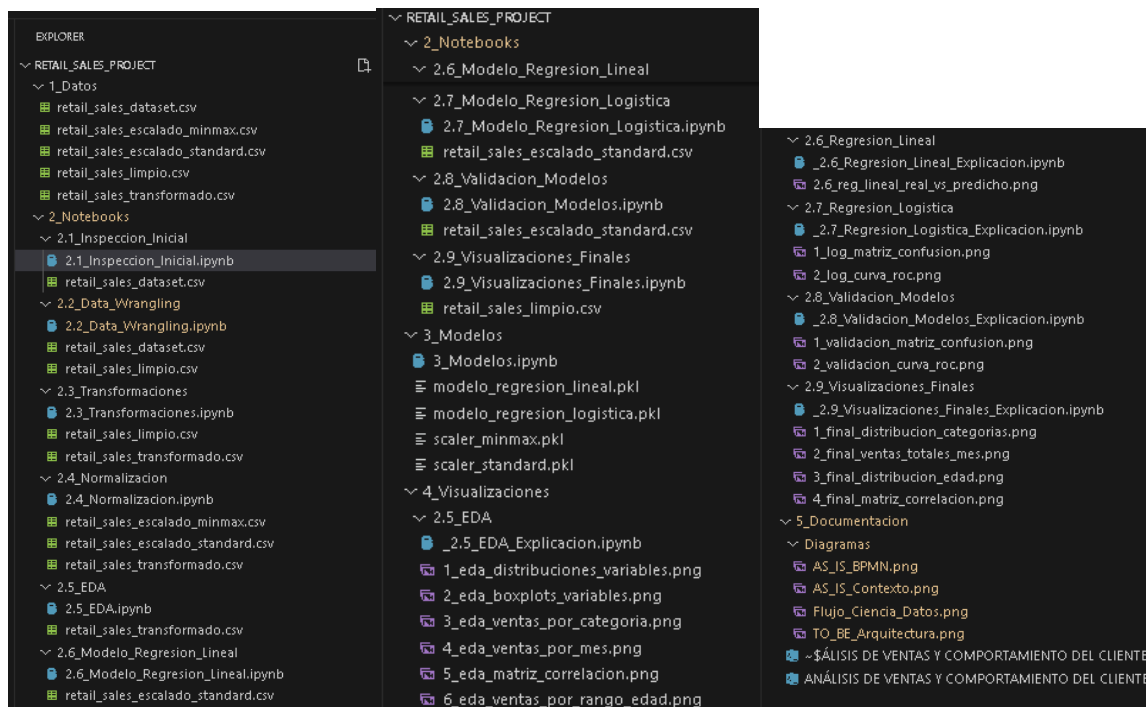 EXPLORER
RETAIL_SALES_PROJECT
1_Datos
retail_sales_dataset.csv
retail_sales_escalado_minmax.csv
retail_sales_escalado_standard.csv
retail_sales_limpio.csv
retail_sales_transformado.csv
2_Notebooks
2.1_Inspeccion_Inicial
2.1_Inspeccion_Inicial.ipynb
retail_sales_dataset.csv
2.2_Data_Wrangling
2.2_Data_Wrangling.ipynb
retail_sales_dataset.csv
retail_sales_limpio.csv
2.3_Transformaciones
2.3_Transformaciones.ipynb
retail_sales_limpio.csv
retail_sales_transformado.csv
2.4_Normalizacion
2.4_Normalizacion.ipynb
retail_sales_escalado_minmax.csv
retail_sales_escalado_standard.csv
retail_sales_transformado.csv
2.5_EDA
2.5_EDA.ipynb
retail_sales_transformado.csv
2.6_Modelo_Regresion_Lineal
2.6_Modelo_Regresion_Lineal.ipynb
retail_sales_escalado_standard.csv
RETAIL_SALES_PROJECT
2_Notebooks
2.6_Modelo_Regresion_Lineal
2.7_Modelo_Regresion_Logistica
2.7_Modelo_Regresion_Logistica.ipynb
retail_sales_escalado_standard.csv
2.8_Validacion_Modelos
2.8_Validacion_Modelos.ipynb
retail_sales_escalado_standard.csv
2.9_Visualizaciones_Finales
2.9_Visualizaciones_Finales.ipynb
retail_sales_limpio.csv
3_Modelos
3_Modelos.ipynb
modelo_regresion_lineal.pkl
modelo_regresion_logistica.pkl
scaler_minmax.pkl
scaler_standard.pkl
4_Visualizaciones
2.5_EDA
_2.5_EDA_Explicacion.ipynb
1_eda_distribuciones_variables.png
2_eda_boxplots_variables.png
3_eda_ventas_por_categoria.png
4_eda_ventas_por_mes.png
5_eda_matriz_correlacion.png
6_eda_ventas_por_rango_edad.png
2.6_Regresion_Lineal
_2.6_Regresion_Lineal_Explicacion.ipynb
2.6_reg_lineal_real_vs_predicho.png
2.7_Regresion_Logistica
_2.7_Regresion_Logistica_Explicacion.ipynb
1_log_matriz_confusion.png
2_log_curva_roc.png
2.8_Validacion_Modelos
_2.8_Validacion_Modelos_Explicacion.ipynb
1_validacion_matriz_confusion.png
2_validacion_curva_roc.png
2.9_Visualizaciones_Finales
_2.9_Visualizaciones_Finales_Explicacion.ipynb
1_final_distribucion_categorias.png
2_final_ventas_totales_mes.png
3_final_distribucion_edad.png
4_final_matriz_correlacion.png
5_Documentacion
Diagramas
AS_IS_BPMN.png
AS_IS_Contexto.png
Flujo_Ciencia_Datos.png
TO_BE_Arquitectura.png
~$ÁLISIS DE VENTAS Y COMPORTAMIENTO DEL CLIENTE
ANÁLISIS DE VENTAS Y COMPORTAMIENTO DEL CLIENTE